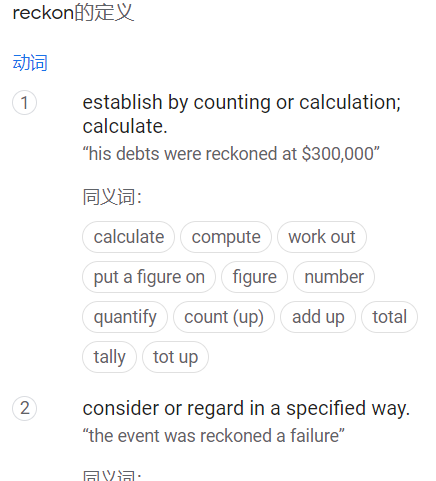 reckon的定义
动词
1
establish by counting or calculation;
calculate.
“his debts were reckoned at $300,000”
同义词：
calculate compute work out
put a figure on figure number
quantify count (up) add up total
tally tot up
2
consider or regard in a specified way.
“the event was reckoned a failure”
同义词：